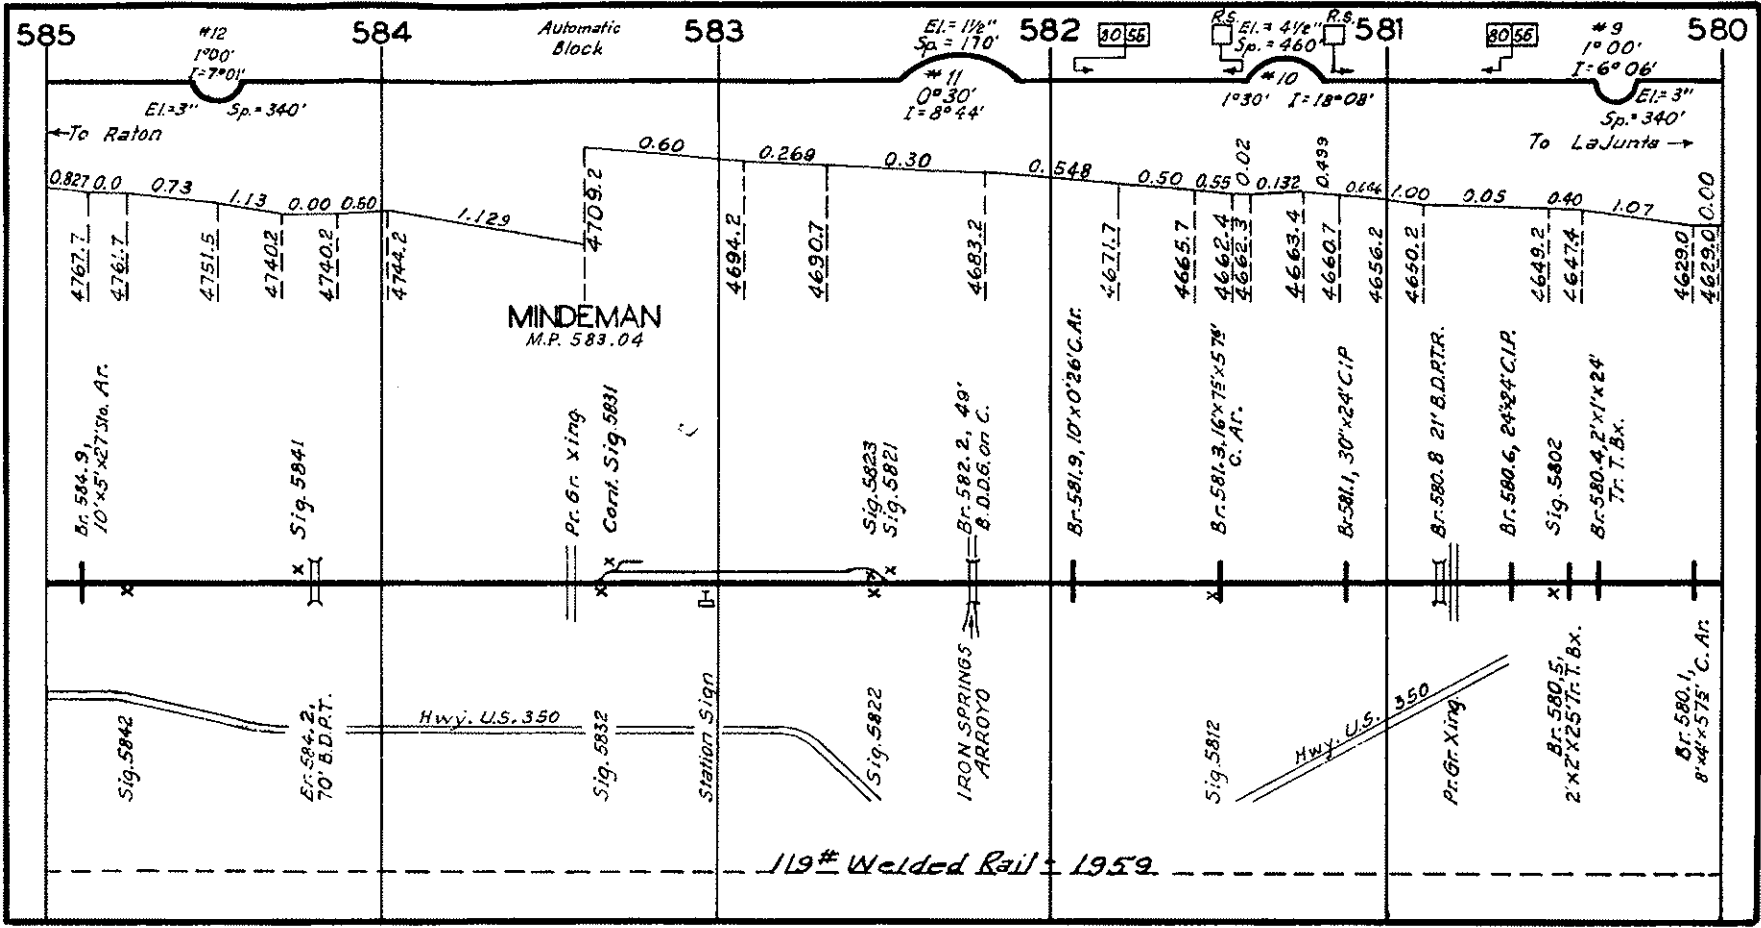 585
#12
1°00'
I=7°01'
El.=3" Sp.=340'
584
Automatic
Block
583
El.= 1½"
Sp.= 170'
#11
0°30'
I=8°44'
582
80 55
R.S.
El.= 4½"
Sp.= 460'
R.S.
#10
1°30' I=18°08'
581
80 55
#9
1°00'
I=6°06'
El.=3"
Sp.=340'
580
←To Raton
To LaJunta →
0.827
0.0
0.73
1.13
0.00
0.60
1.129
0.60
0.269
0.30
0.548
0.50
0.55
0.02
0.132
0.499
1.00
0.05
0.40
1.07
0.00
4767.7
4761.7
4751.5
4740.2
4740.2
4744.2
4709.2
4694.2
4690.7
4683.2
4671.7
4665.7
4662.4
4662.3
4663.4
4660.7
4656.2
4650.2
4649.2
4647.4
4629.0
4629.0
MINDEMAN
M.P. 583.04
Br. 584.9,
10'x5'x27' Sto. Ar.
Sig. 5841
Pr. Gr. Xing
Cont. Sig. 5831
Sig. 5823
Sig. 5821
Br. 582.2, 49'
B.D.D.G. on C.
Br. 581.9, 10'x0'26' C.Ar.
Br. 581.3, 16'x7.5'x57.8'
C. Ar.
Br. 581.1, 30"x24' C.I.P
Br. 580.8 21' B.D.P.T.R.
Br. 580.6, 24"x24' C.I.P.
Sig. 5802
Br. 580.4, 2'x1'x24'
Tr. T. Bx.
Sig. 5842
Br. 584.2,
70' B.D.P.T.
Hwy. U.S. 350
Sig. 5832
Station Sign
Sig. 5822
IRON SPRINGS
ARROYO
Sig. 5812
Hwy. U.S. 350
Pr. Gr. Xing
Br. 580.5,
2'x2'x25' Tr. T. Bx.
Br. 580.1,
8'x4'x57.5' C. Ar.
119# Welded Rail - 1959